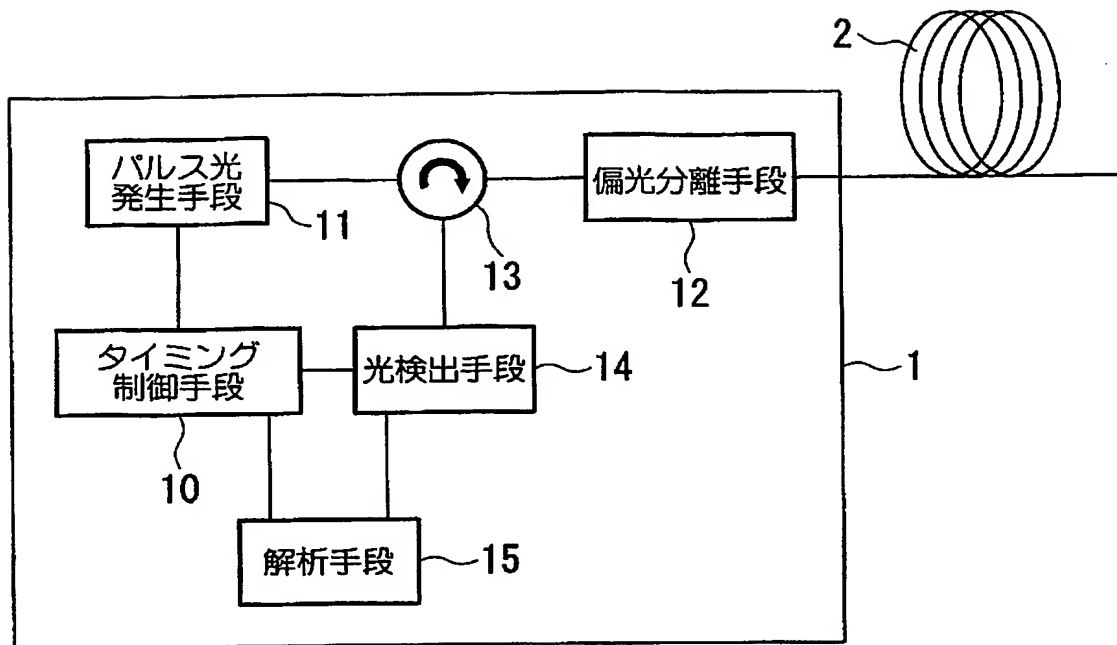 2
パルス光
発生手段
11
13
偏光分離手段
12
タイミング
制御手段
10
光検出手段
14
1
解析手段
15